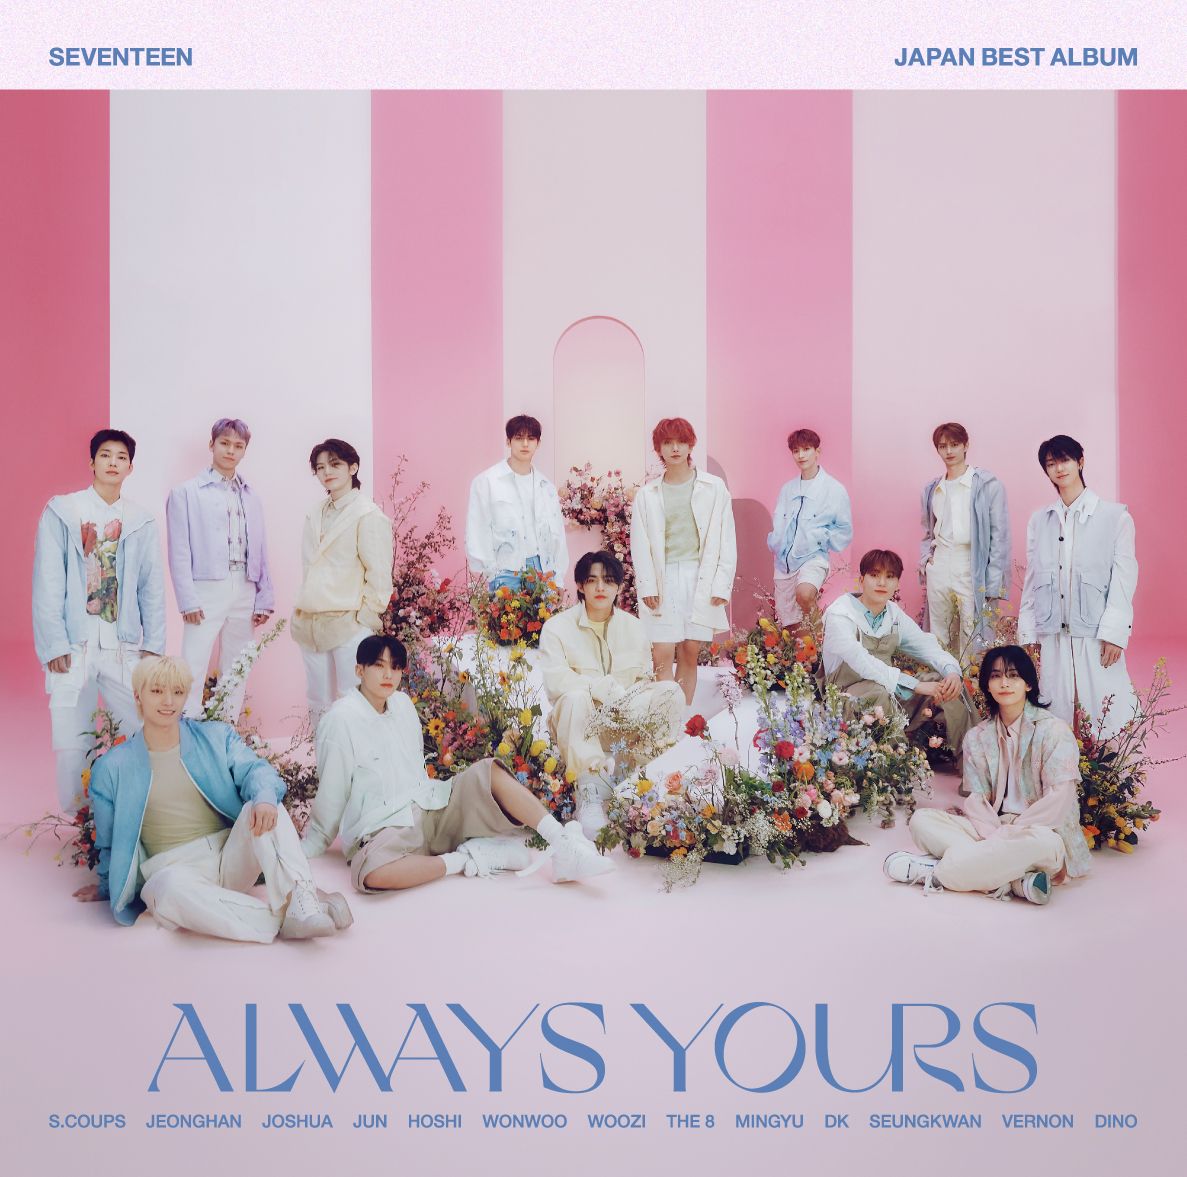 SEVENTEEN JAPAN BEST ALBUM
ALWAYS YOURS
S.COUPS JEONGHAN JOSHUA JUN HOSHI WONWOO WOOZI THE 8 MINGYU DK SEUNGKWAN VERNON DINO